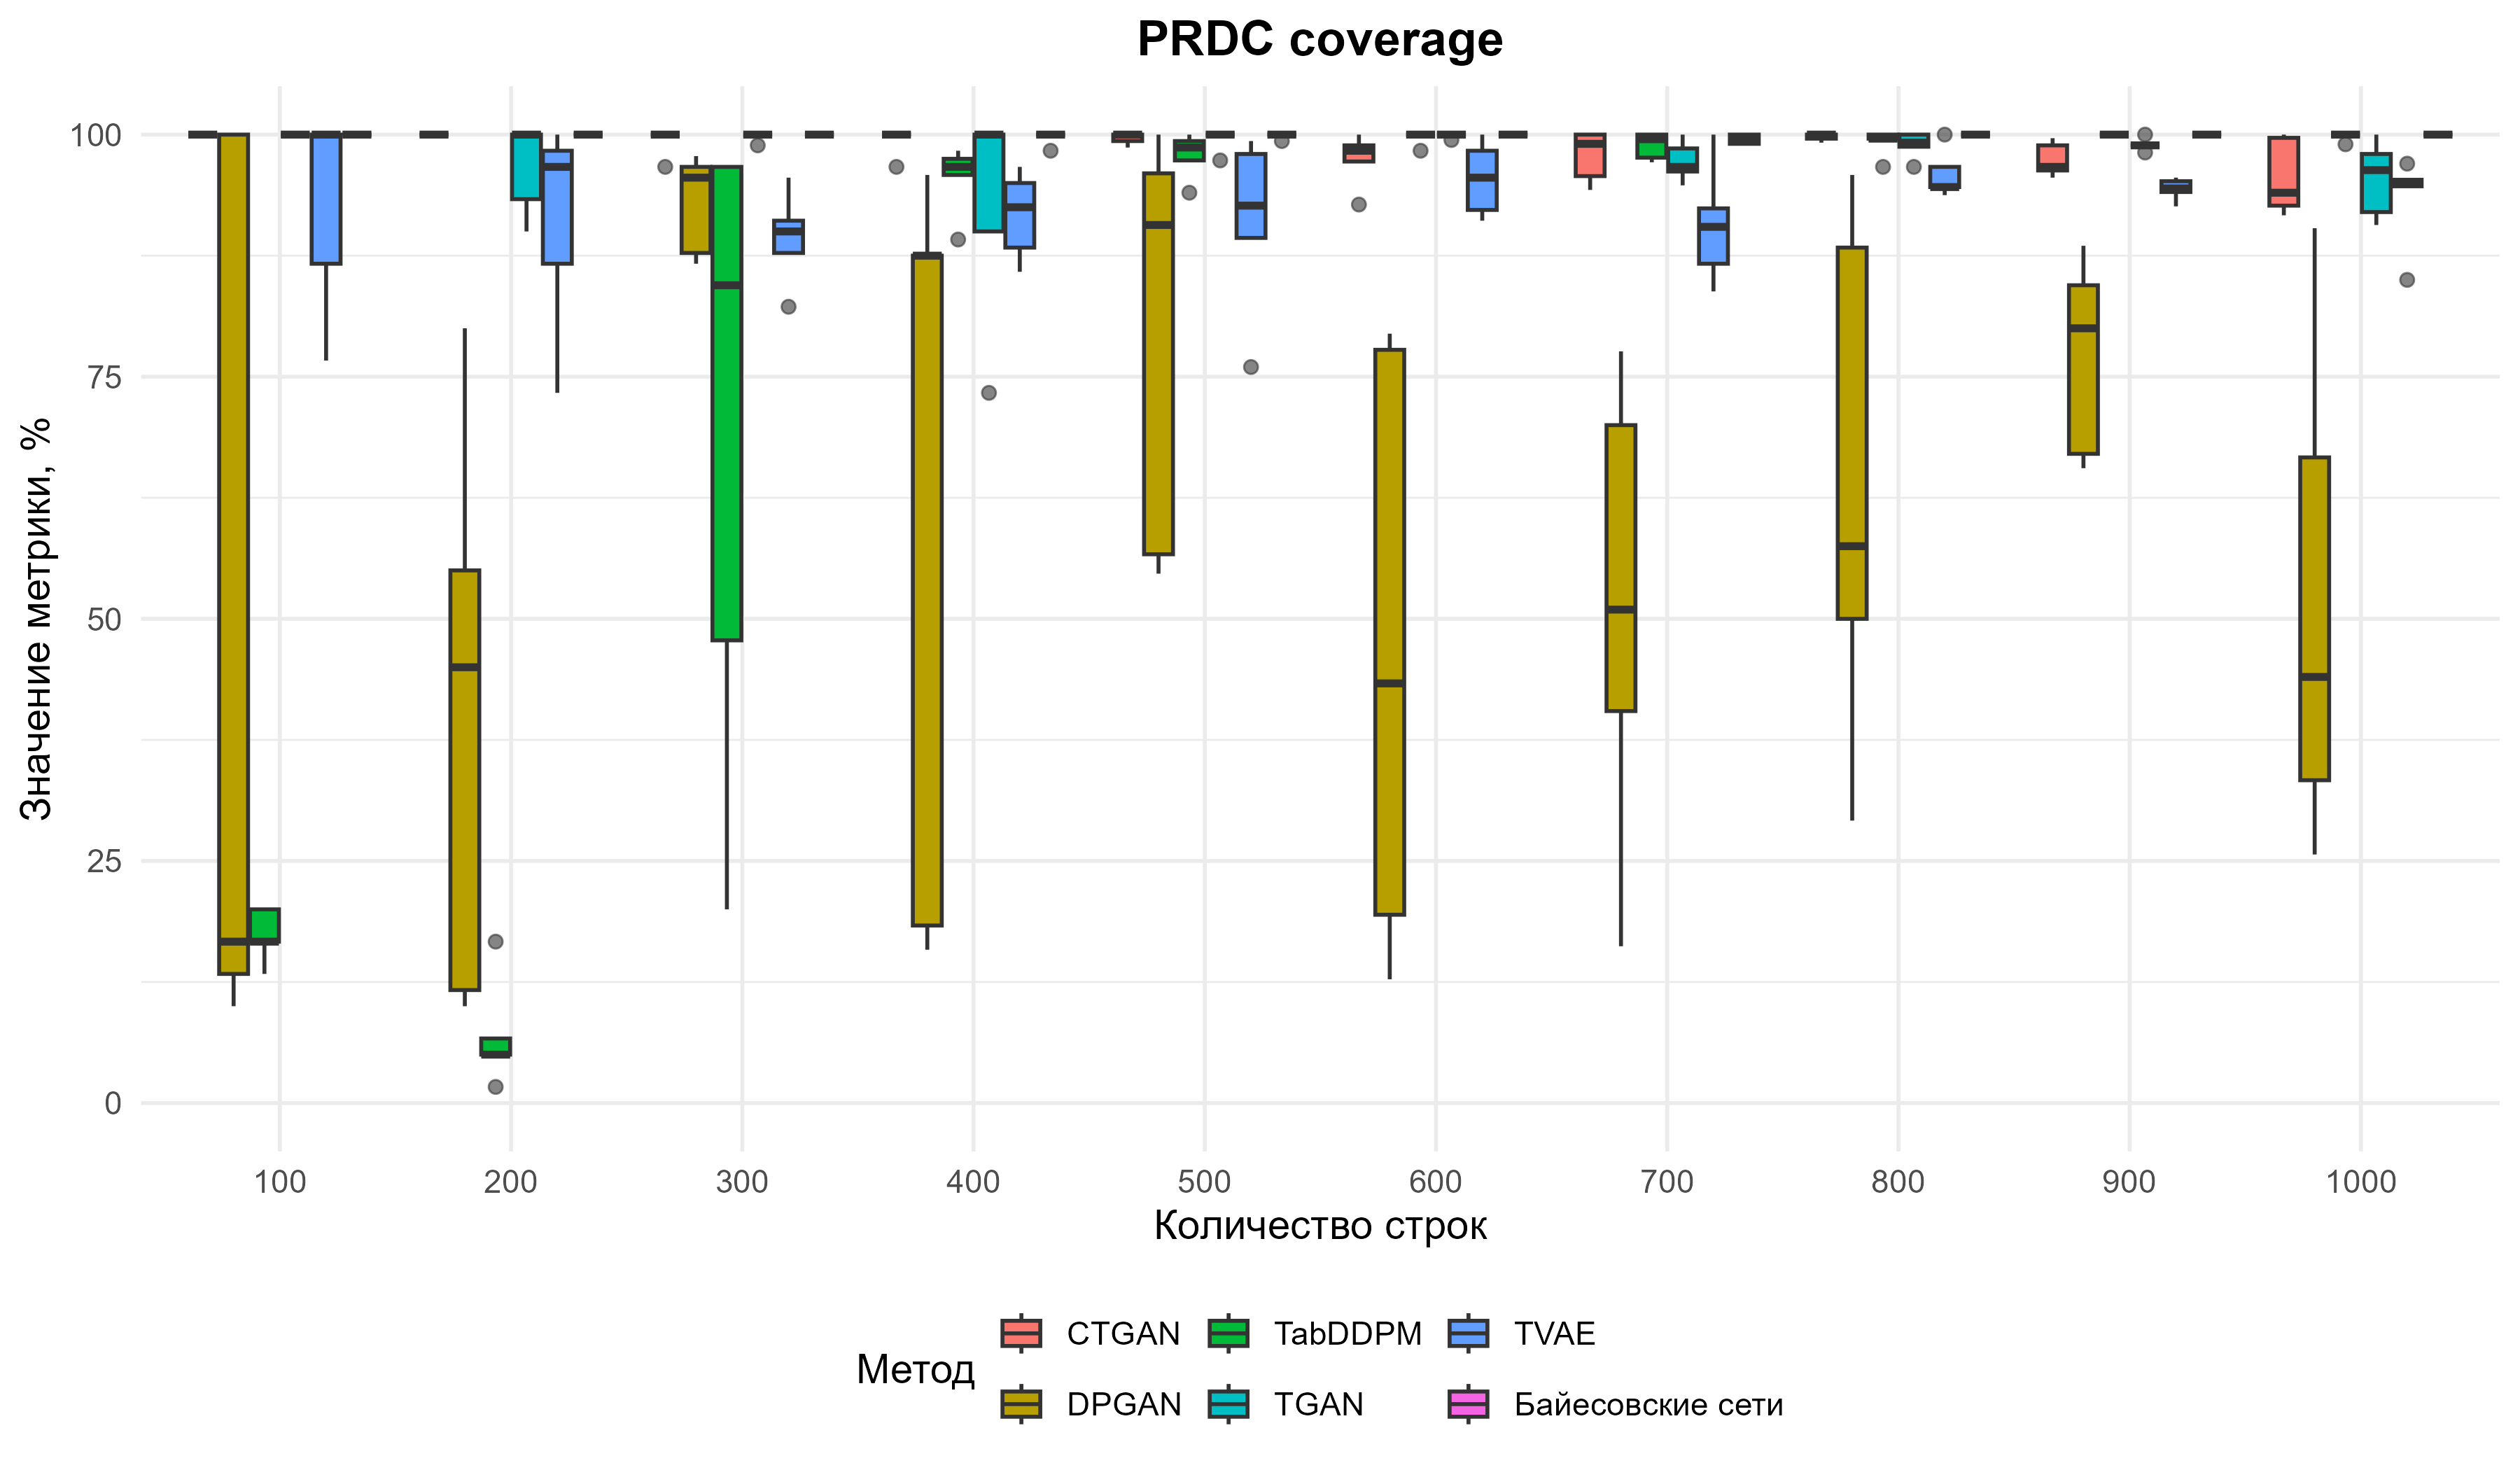 PRDC coverage
Значение метрики, %
100
75
50
25
0
100 200 300 400 500 600 700 800 900 1000
Количество строк
Метод
CTGAN TabDDPM TVAE
DPGAN TGAN Байесовские сети